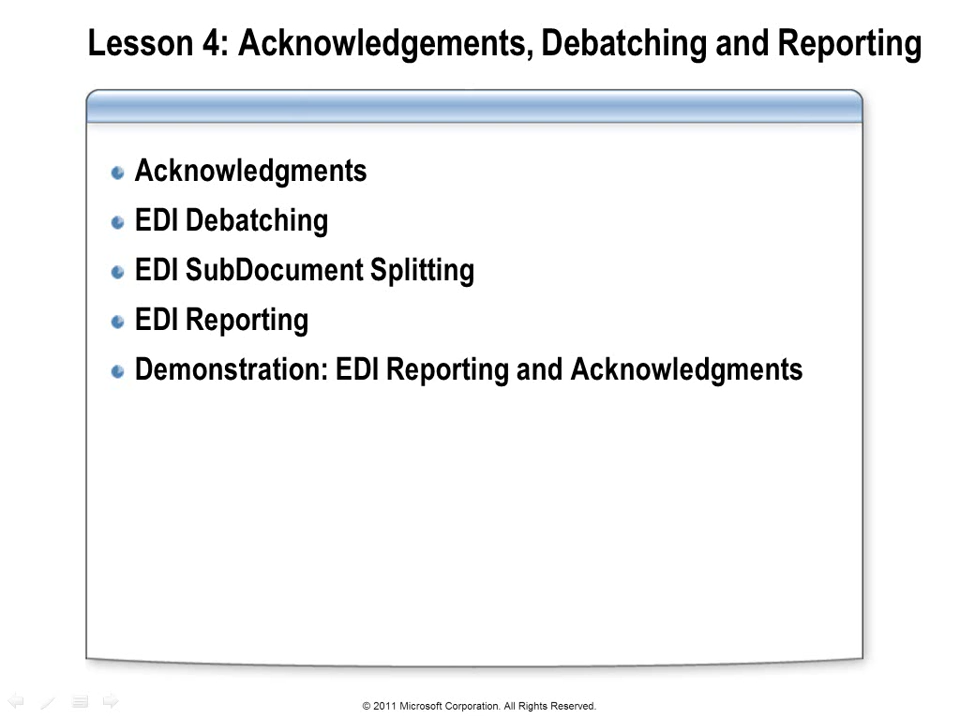 Lesson 4: Acknowledgements, Debatching and Reporting
Acknowledgments
EDI Debatching
EDI SubDocument Splitting
EDI Reporting
Demonstration: EDI Reporting and Acknowledgments
© 2011 Microsoft Corporation. All Rights Reserved.